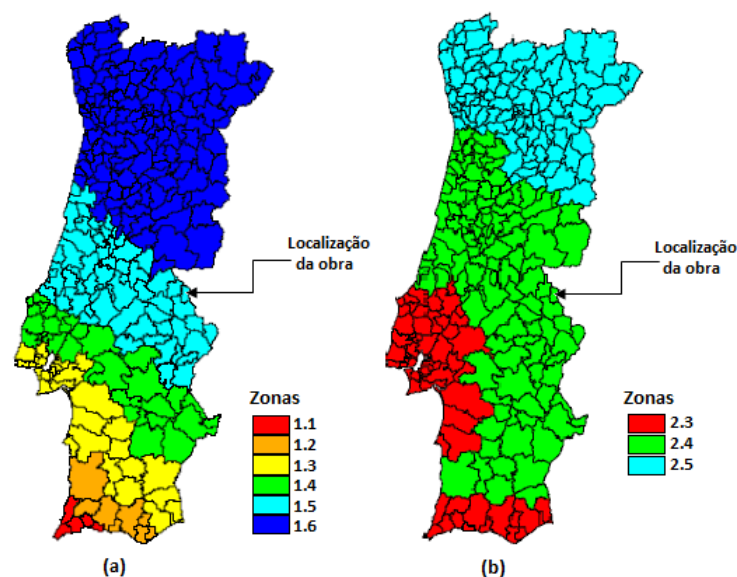 Localização
da obra
Zonas
1.1
1.2
1.3
1.4
1.5
1.6
(a)
Localização
da obra
Zonas
2.3
2.4
2.5
(b)